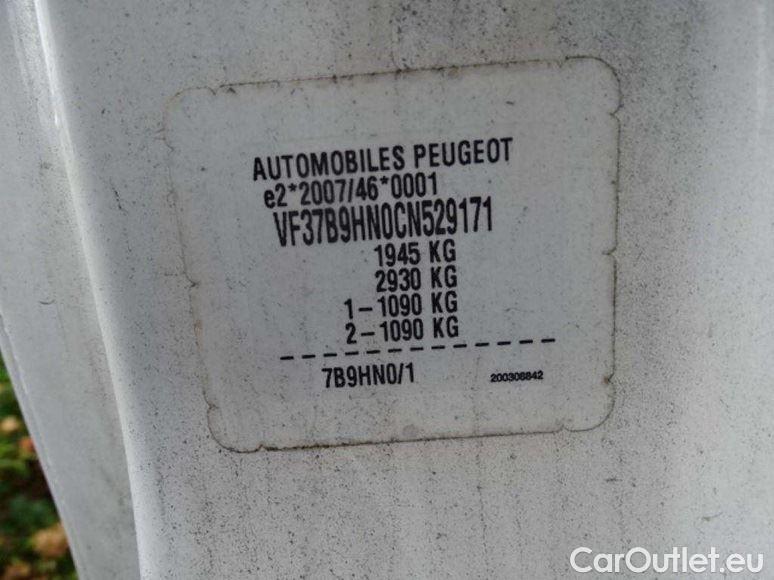 AUTOMOBILES PEUGEOT
e2*2007/46*0001
VF37B9HN0CN529171
1945 KG
2930 KG
1-1090 KG
2-1090 KG
7B9HN0/1 200306842
CarOutlet.eu